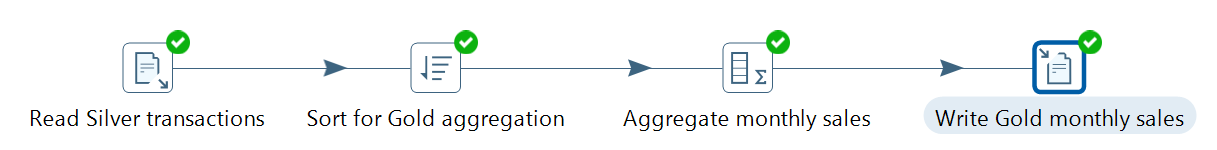 Read Silver transactions
Sort for Gold aggregation
Aggregate monthly sales
Write Gold monthly sales